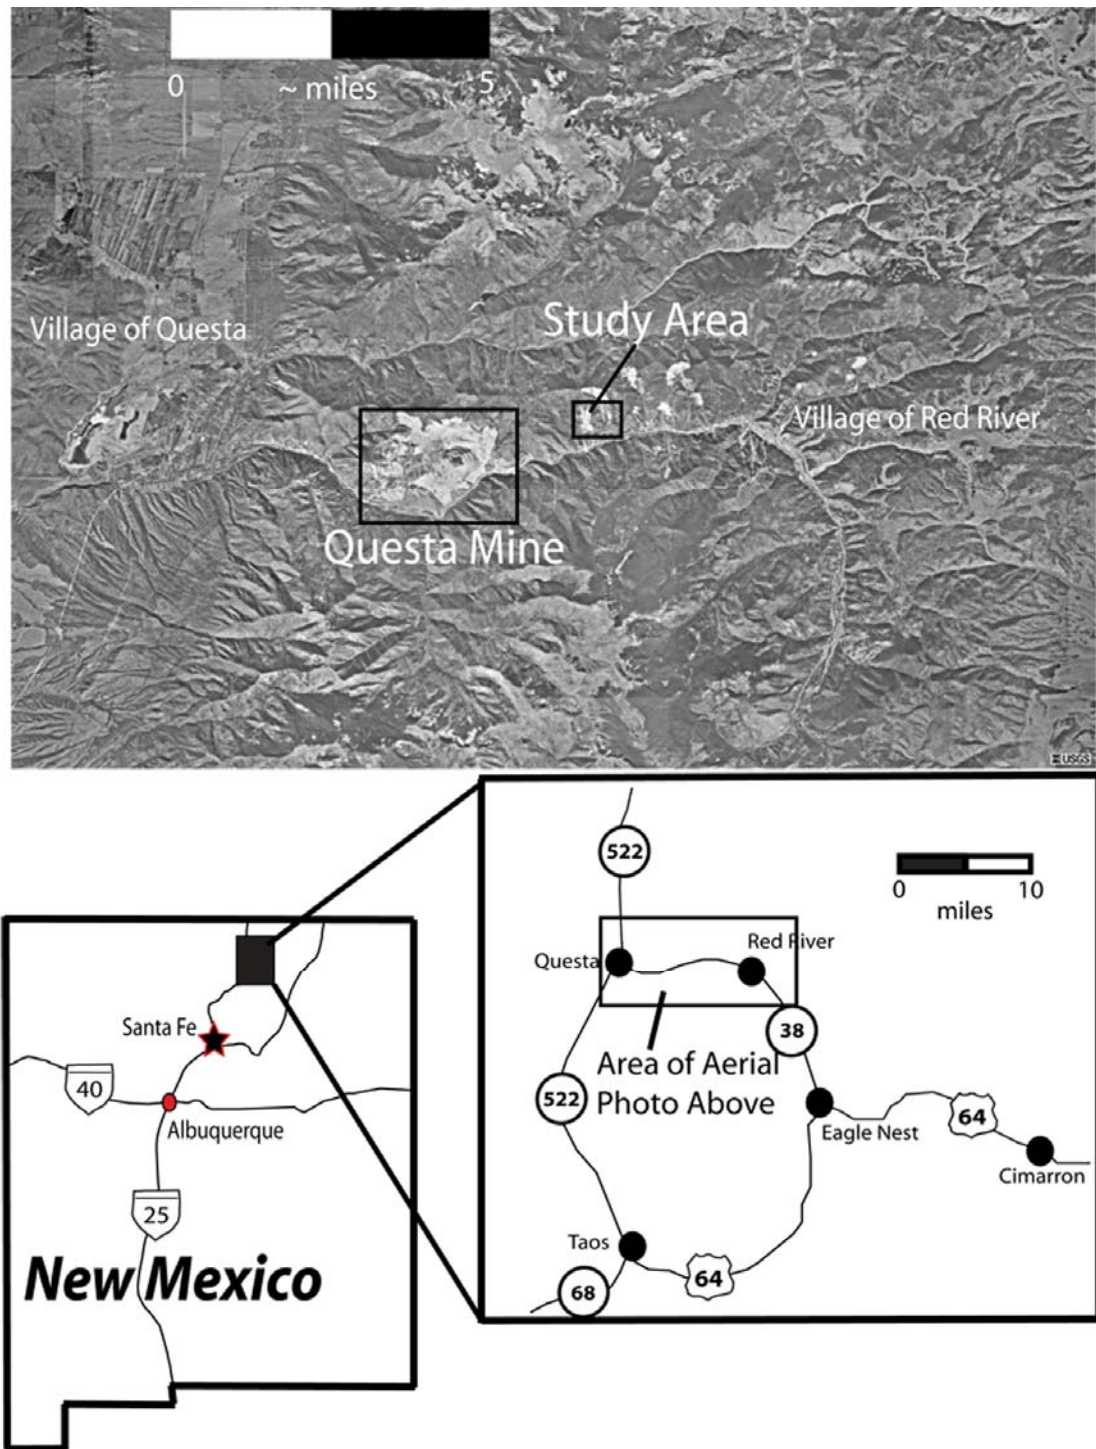 0 ~ miles 5
Village of Questa
Study Area
Village of Red River
Questa Mine
USGS
522
0 10
miles
Questa
Red River
38
Area of Aerial
Photo Above
522
Eagle Nest
64
Cimarron
Taos
64
68
Santa Fe
40
Albuquerque
25
New Mexico